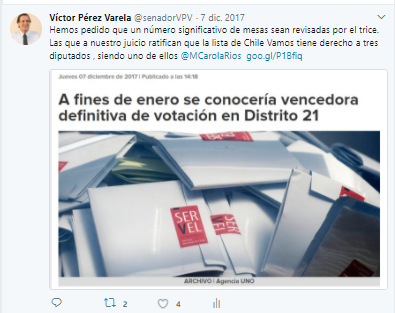 Víctor Pérez Varela @senadorVPV · 7 dic. 2017
Hemos pedido que un número significativo de mesas sean revisadas por el trice.
Las que a nuestro juicio ratifican que la lista de Chile Vamos tiene derecho a tres
diputados , siendo uno de ellos @MCarolaRios goo.gl/P18fiq
Jueves 07 diciembre de 2017 | Publicado a las 14:18
A fines de enero se conocería vencedora
definitiva de votación en Distrito 21
SER
VEL
SER
VEL
ARCHIVO | Agencia UNO
2
4